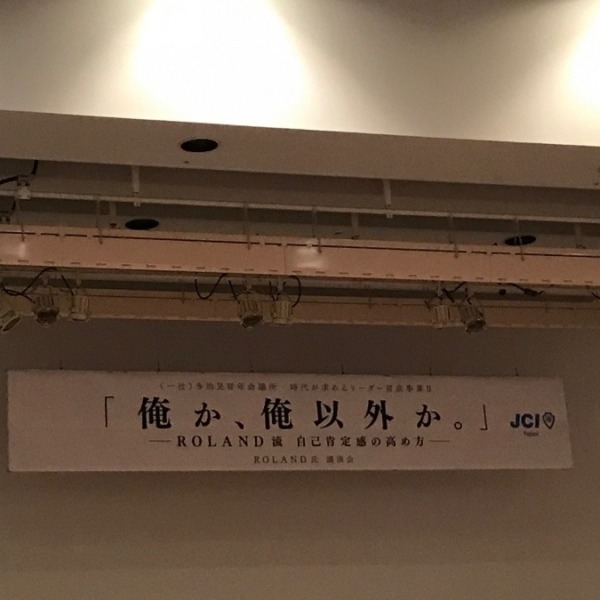 （一社）多治見青年会議所　時代が求めるリーダー育成事業Ⅱ
「俺か、俺以外か。」
―ROLAND流 自己肯定感の高め方―
ROLAND氏 講演会
JCI